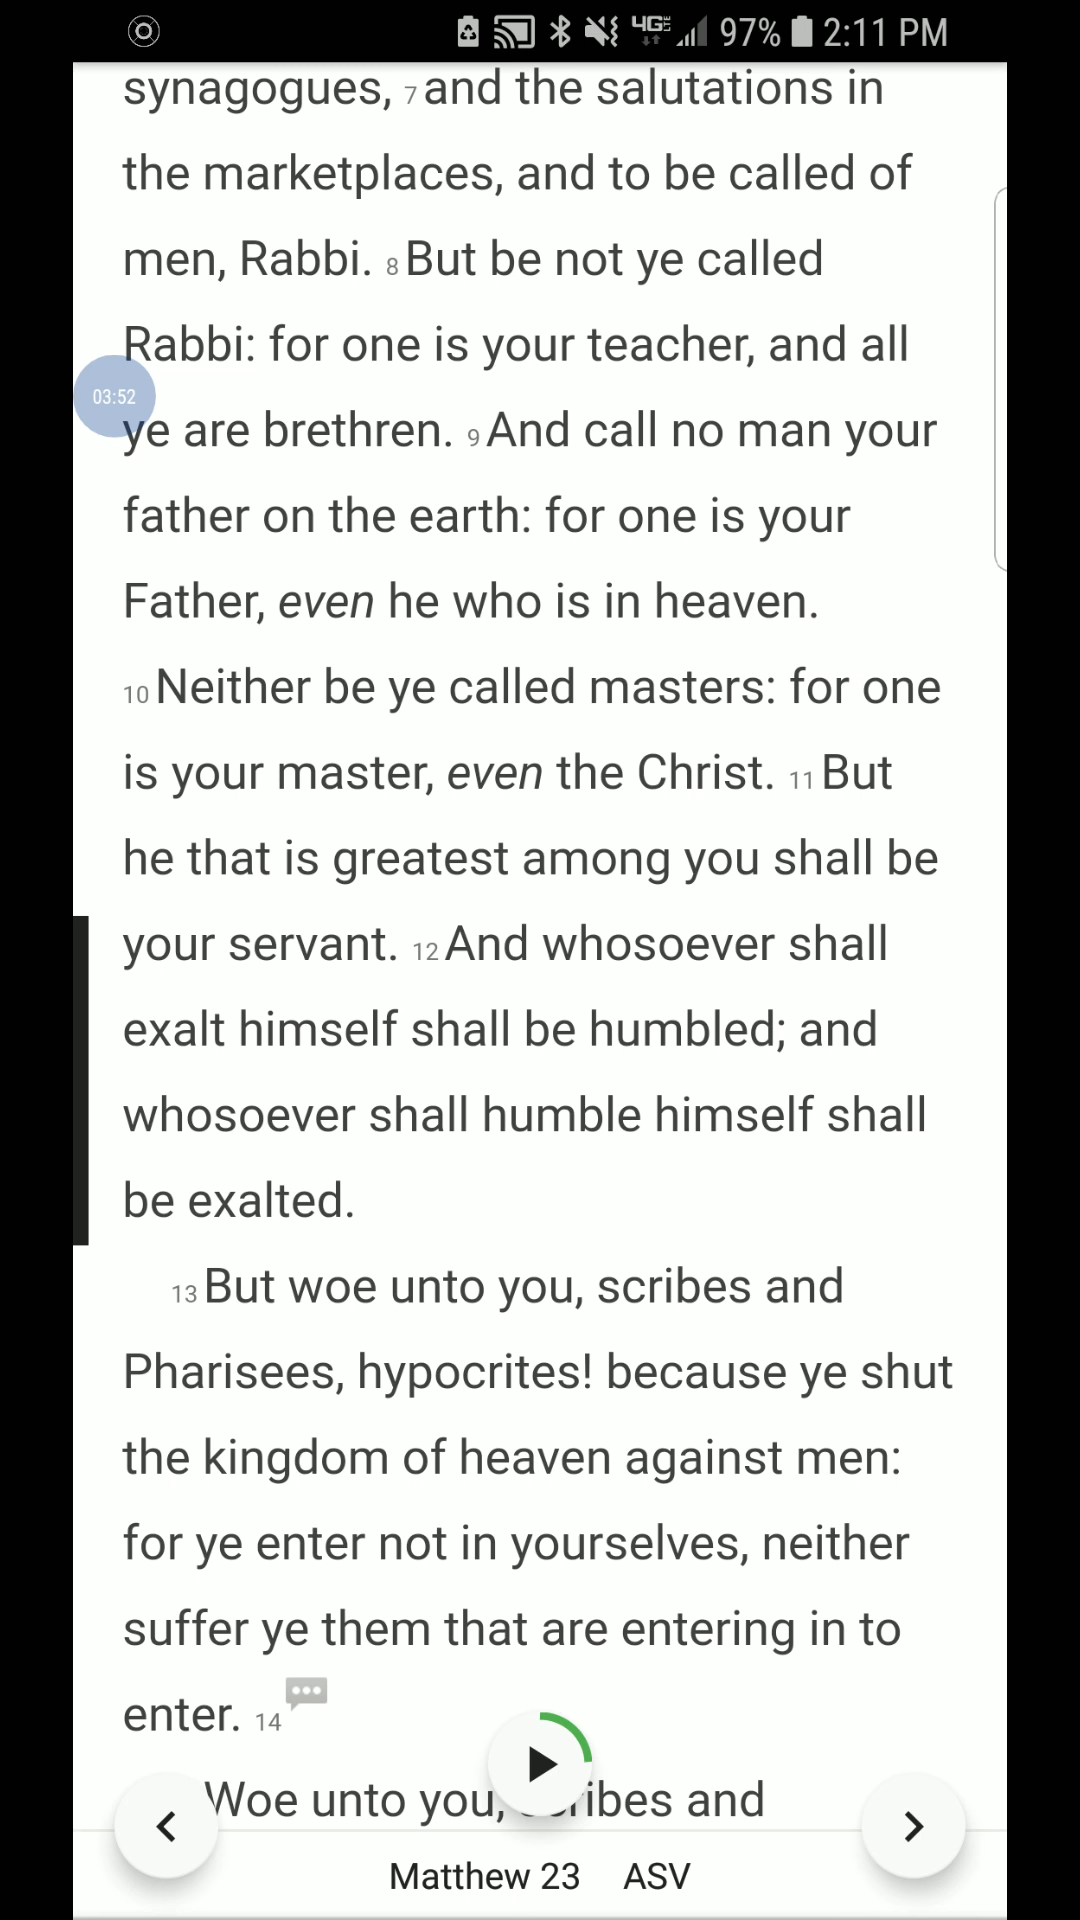 4G LTE 97% 2:11 PM
synagogues, 7 and the salutations in
the marketplaces, and to be called of
men, Rabbi. 8 But be not ye called
Rabbi: for one is your teacher, and all
03:52
ye are brethren. 9 And call no man your
father on the earth: for one is your
Father, even he who is in heaven.
10 Neither be ye called masters: for one
is your master, even the Christ. 11 But
he that is greatest among you shall be
your servant. 12 And whosoever shall
exalt himself shall be humbled; and
whosoever shall humble himself shall
be exalted.
13 But woe unto you, scribes and
Pharisees, hypocrites! because ye shut
the kingdom of heaven against men:
for ye enter not in yourselves, neither
suffer ye them that are entering in to
enter. 14
Woe unto you, scribes and
Matthew 23 ASV